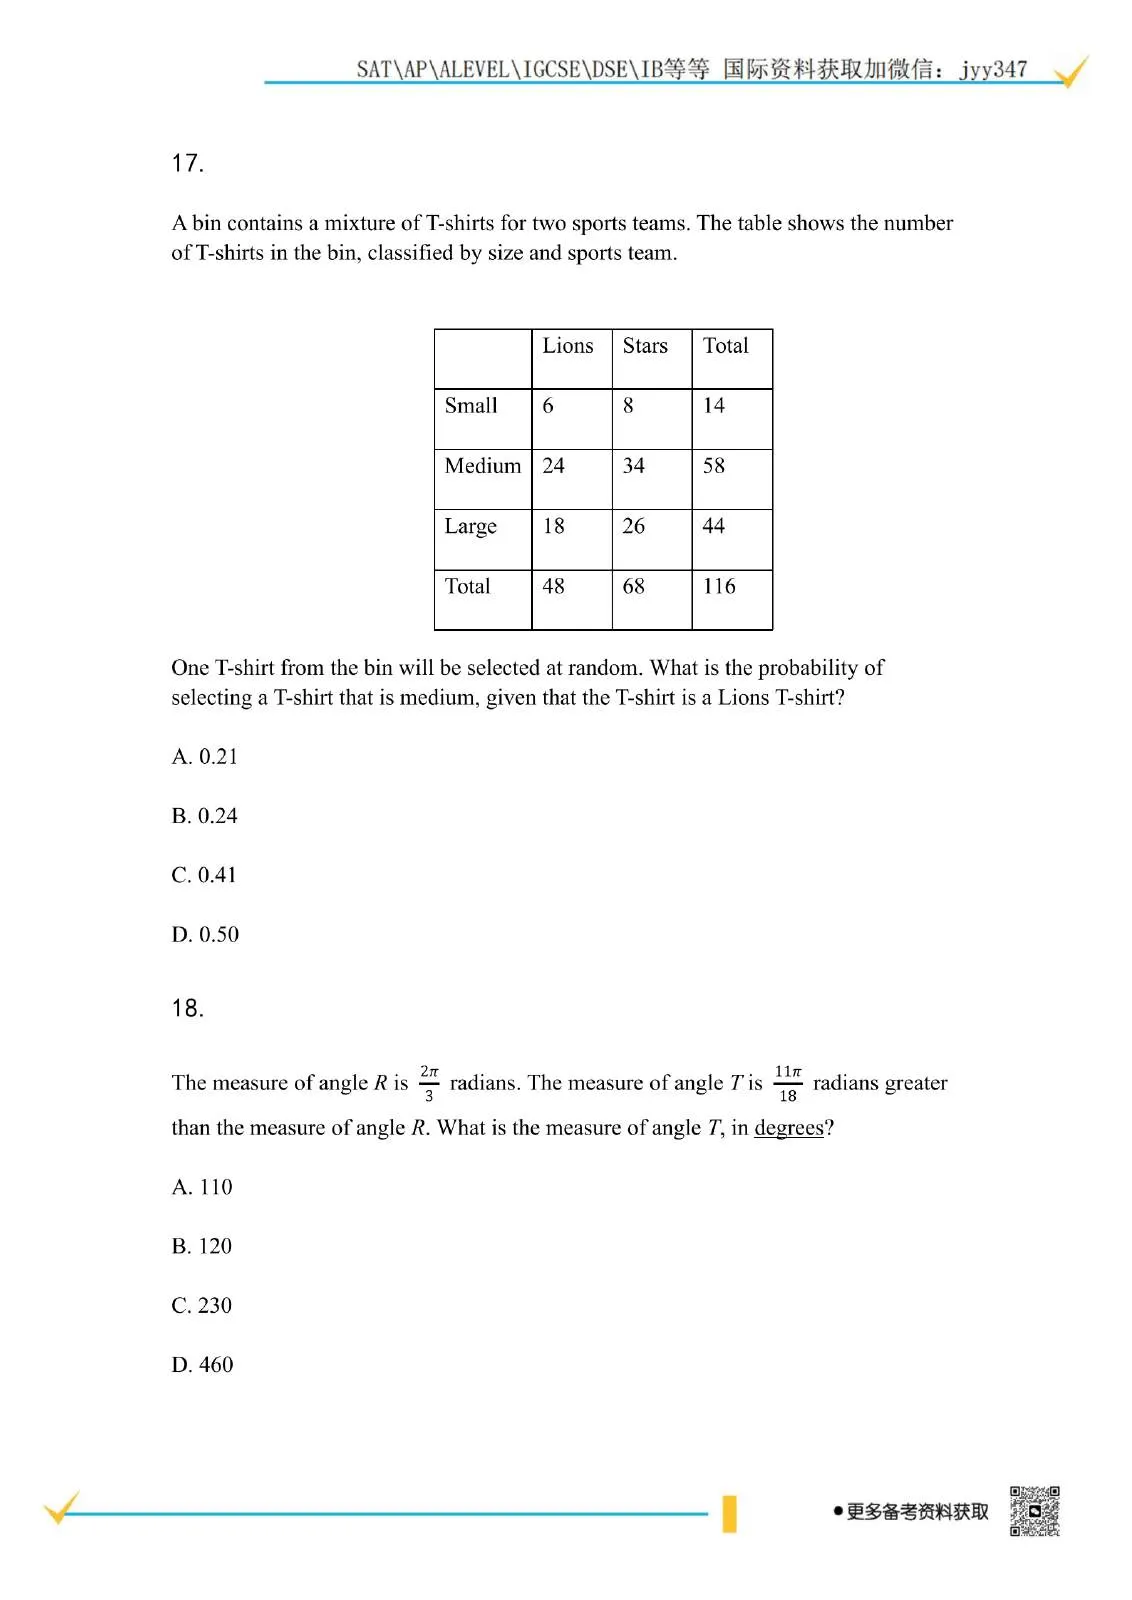 SAT\AP\ALEVEL\IGCSE\DSE\IB等等 国际资料获取加微信：jyy347
17.
A bin contains a mixture of T-shirts for two sports teams. The table shows the number
of T-shirts in the bin, classified by size and sports team.
Lions Stars Total
Small 6 8 14
Medium 24 34 58
Large 18 26 44
Total 48 68 116
One T-shirt from the bin will be selected at random. What is the probability of
selecting a T-shirt that is medium, given that the T-shirt is a Lions T-shirt?
A. 0.21
B. 0.24
C. 0.41
D. 0.50
18.
The measure of angle R is 2π/3 radians. The measure of angle T is 11π/18 radians greater
than the measure of angle R. What is the measure of angle T, in degrees?
A. 110
B. 120
C. 230
D. 460
●更多备考资料获取